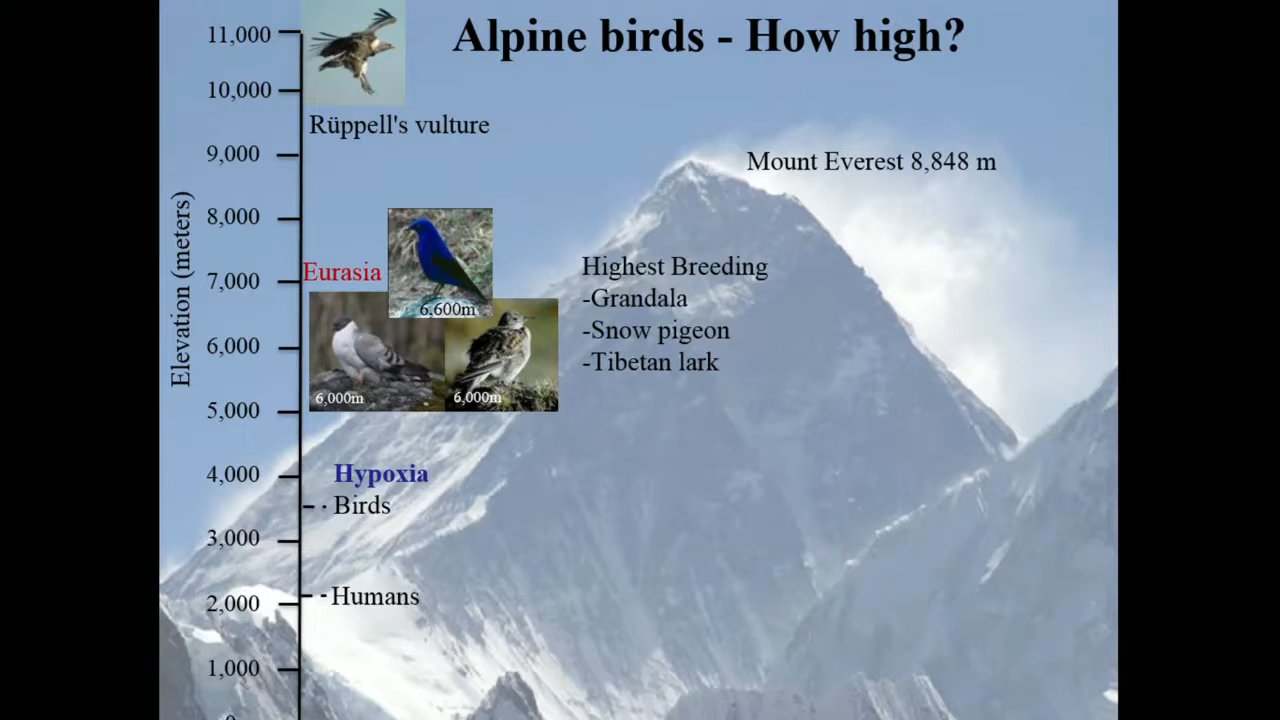 Alpine birds - How high?
11,000
10,000
Rüppell's vulture
9,000
Mount Everest 8,848 m
Elevation (meters)
8,000
7,000
Eurasia
6,600m
Highest Breeding
-Grandala
-Snow pigeon
-Tibetan lark
6,000
6,000m
6,000m
5,000
4,000
Hypoxia
Birds
3,000
2,000
Humans
1,000